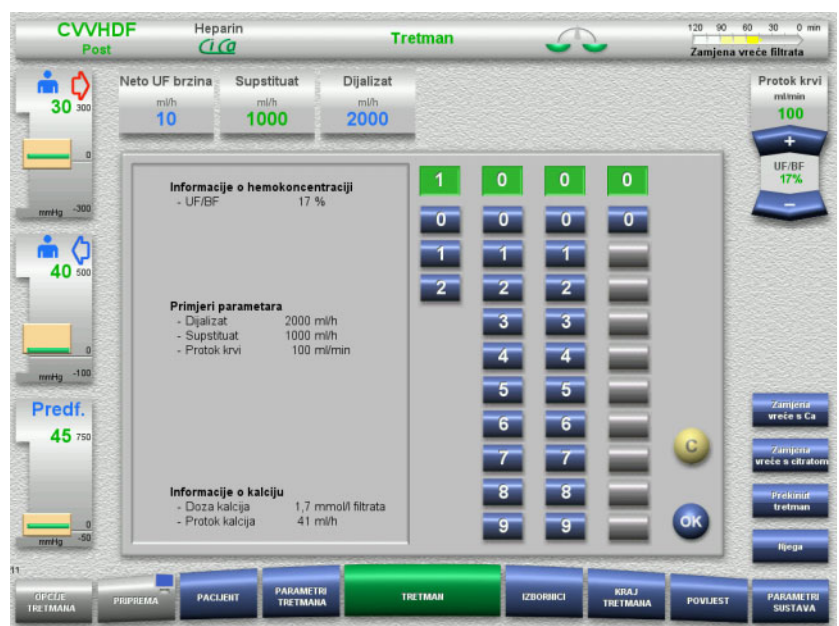 CVVHDF
Post
Heparin
Ci Ca
Tretman
120 90 60 30 0 min
Zamjena vreće filtrata
30 300
0
mmHg -300
40 500
0
mmHg -100
Predf.
45 750
0
mmHg -50
Neto UF brzina
ml/h
10
Supstituat
ml/h
1000
Dijalizat
ml/h
2000
Protok krvi
ml/min
100
+
UF/BF
17%
–
Informacije o hemokoncentraciji
- UF/BF 17 %
Primjeri parametara
- Dijalizat 2000 ml/h
- Supstituat 1000 ml/h
- Protok krvi 100 ml/min
Informacije o kalciju
- Doza kalcija 1,7 mmol/l filtrata
- Protok kalcija 41 ml/h
1 0 0 0
0 0 0 0
1 1 1
2 2 2
3 3
4 4
5 5
6 6
7 7
8 8
9 9
C
OK
Zamjena
vreće s Ca
Zamjena
vreće s citratom
Prekinut
tretman
Njega
11
OPCIJE
TRETMANA
PRIPREMA
PACIJENT
PARAMETRI
TRETMANA
TRETMAN
IZBORNICI
KRAJ
TRETMANA
POVIJEST
PARAMETRI
SUSTAVA